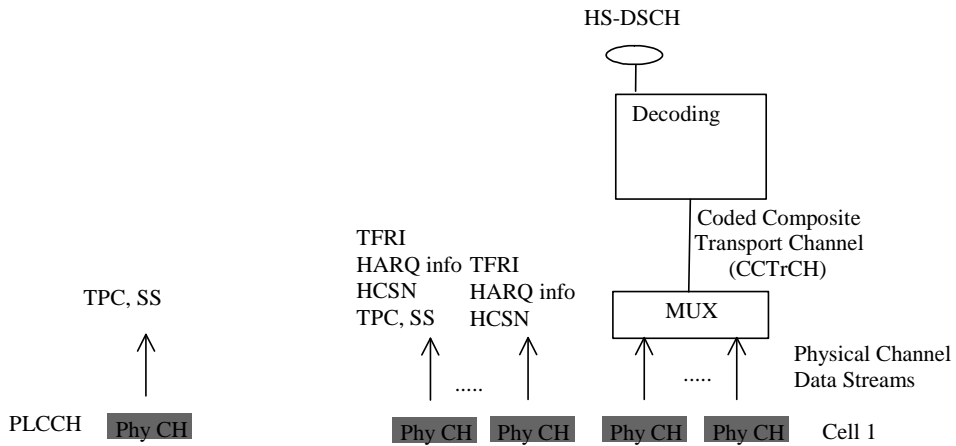 HS-DSCH
Decoding
Coded Composite
Transport Channel
(CCTrCH)
TFRI
HARQ info
HCSN
TPC, SS
TFRI
HARQ info
HCSN
TPC, SS
MUX
Physical Channel
Data Streams
.....
.....
PLCCH
Phy CH
Phy CH
Phy CH
Phy CH
Phy CH
Cell 1